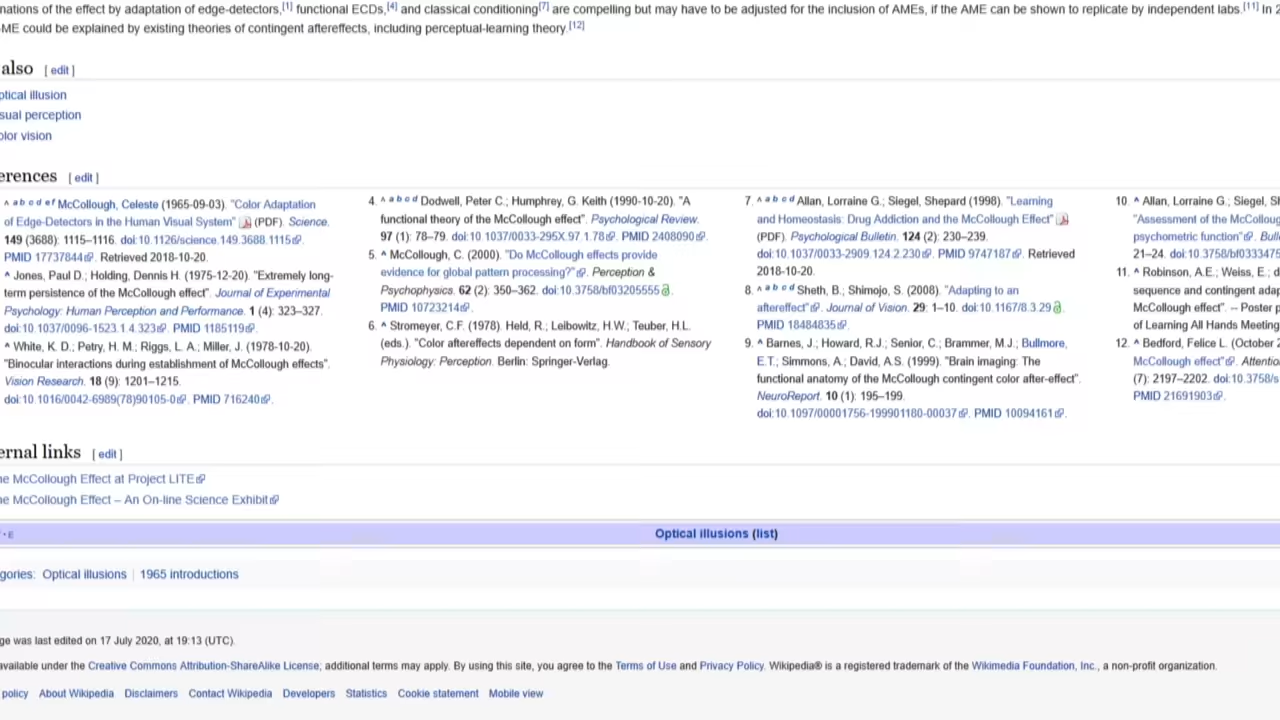 nations of the effect by adaptation of edge-detectors,[1] functional ECDs,[4] and classical conditioning[7] are compelling but may have to be adjusted for the inclusion of AMEs, if the AME can be shown to replicate by independent labs.[11] In 2
ME could be explained by existing theories of contingent aftereffects, including perceptual-learning theory.[12]
also [ edit ]
ptical illusion
sual perception
olor vision
erences [ edit ]
^ a b c d e f McCollough, Celeste (1965-09-03). "Color Adaptation
of Edge-Detectors in the Human Visual System" (PDF). Science.
149 (3688): 1115–1116. doi:10.1126/science.149.3688.1115.
PMID 17737844. Retrieved 2018-10-20.
^ Jones, Paul D.; Holding, Dennis H. (1975-12-20). "Extremely long-
term persistence of the McCollough effect". Journal of Experimental
Psychology: Human Perception and Performance. 1 (4): 323–327.
doi:10.1037/0096-1523.1.4.323. PMID 1185119.
^ White, K. D.; Petry, H. M.; Riggs, L. A.; Miller, J. (1978-10-20).
"Binocular interactions during establishment of McCollough effects".
Vision Research. 18 (9): 1201–1215.
doi:10.1016/0042-6989(78)90105-0. PMID 716240.
4. ^ a b c d Dodwell, Peter C.; Humphrey, G. Keith (1990-10-20). "A
functional theory of the McCollough effect". Psychological Review.
97 (1): 78–79. doi:10.1037/0033-295X.97.1.78. PMID 2408090.
5. ^ McCollough, C. (2000). "Do McCollough effects provide
evidence for global pattern processing?". Perception &
Psychophysics. 62 (2): 350–362. doi:10.3758/bf03205555.
PMID 10723214.
6. ^ Stromeyer, C.F. (1978). Held, R.; Leibowitz, H.W.; Teuber, H.L.
(eds.). "Color aftereffects dependent on form". Handbook of Sensory
Physiology: Perception. Berlin: Springer-Verlag.
7. ^ a b c d Allan, Lorraine G.; Siegel, Shepard (1998). "Learning
and Homeostasis: Drug Addiction and the McCollough Effect"
(PDF). Psychological Bulletin. 124 (2): 230–239.
doi:10.1037/0033-2909.124.2.230. PMID 9747187. Retrieved
2018-10-20.
8. ^ a b c d Sheth, B.; Shimojo, S. (2008). "Adapting to an
aftereffect". Journal of Vision. 29: 1–10. doi:10.1167/8.3.29.
PMID 18484835.
9. ^ Barnes, J.; Howard, R.J.; Senior, C.; Brammer, M.J.; Bullmore,
E.T.; Simmons, A.; David, A.S. (1999). "Brain imaging: The
functional anatomy of the McCollough contingent color after-effect".
NeuroReport. 10 (1): 195–199.
doi:10.1097/00001756-199901180-00037. PMID 10094161.
10. ^ Allan, Lorraine G.; Siegel, S
"Assessment of the McColloug
psychometric function". Bull
21–24. doi:10.3758/bf0333475
11. ^ Robinson, A.E.; Weiss, E.; d
sequence and contingent adap
McCollough effect". -- Poster p
of Learning All Hands Meeting
12. ^ Bedford, Felice L. (October 2
McCollough effect". Attentio
(7): 2197–2202. doi:10.3758/s
PMID 21691903.
ernal links [ edit ]
he McCollough Effect at Project LITE
he McCollough Effect – An On-line Science Exhibit
· E
Optical illusions (list)
gories: Optical illusions | 1965 introductions
ge was last edited on 17 July 2020, at 19:13 (UTC).
available under the Creative Commons Attribution-ShareAlike License; additional terms may apply. By using this site, you agree to the Terms of Use and Privacy Policy. Wikipedia® is a registered trademark of the Wikimedia Foundation, Inc., a non-profit organization.
policy About Wikipedia Disclaimers Contact Wikipedia Developers Statistics Cookie statement Mobile view